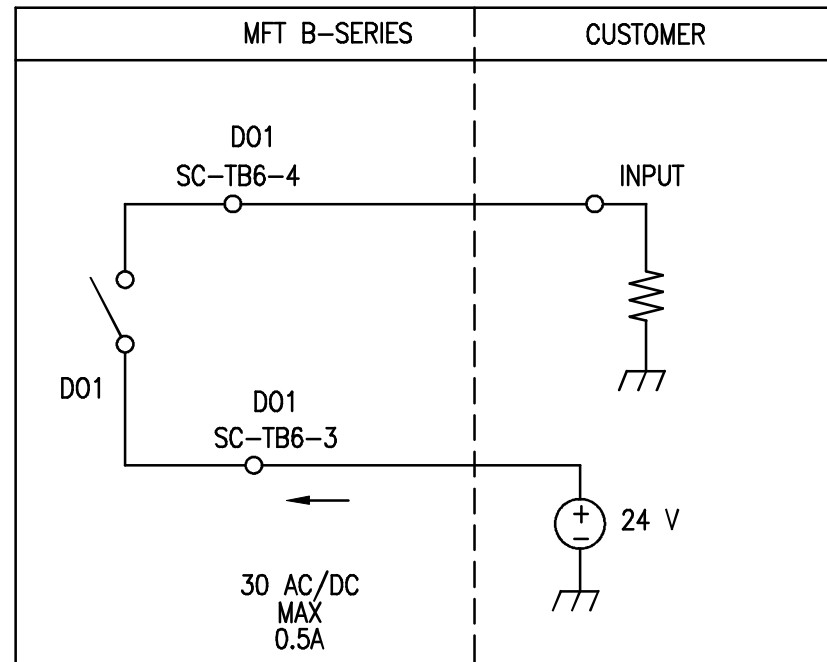 MFT B-SERIES
CUSTOMER
DO1
SC-TB6-4
INPUT
DO1
DO1
SC-TB6-3
+
-
24 V
30 AC/DC
MAX
0.5A